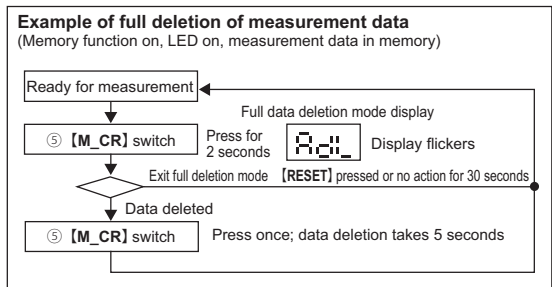 Example of full deletion of measurement data
(Memory function on, LED on, measurement data in memory)
Ready for measurement
Full data deletion mode display
⑤【M_CR】switch
Press for
2 seconds
AdL
Display flickers
Exit full deletion mode 【RESET】pressed or no action for 30 seconds
Data deleted
⑤【M_CR】switch
Press once; data deletion takes 5 seconds